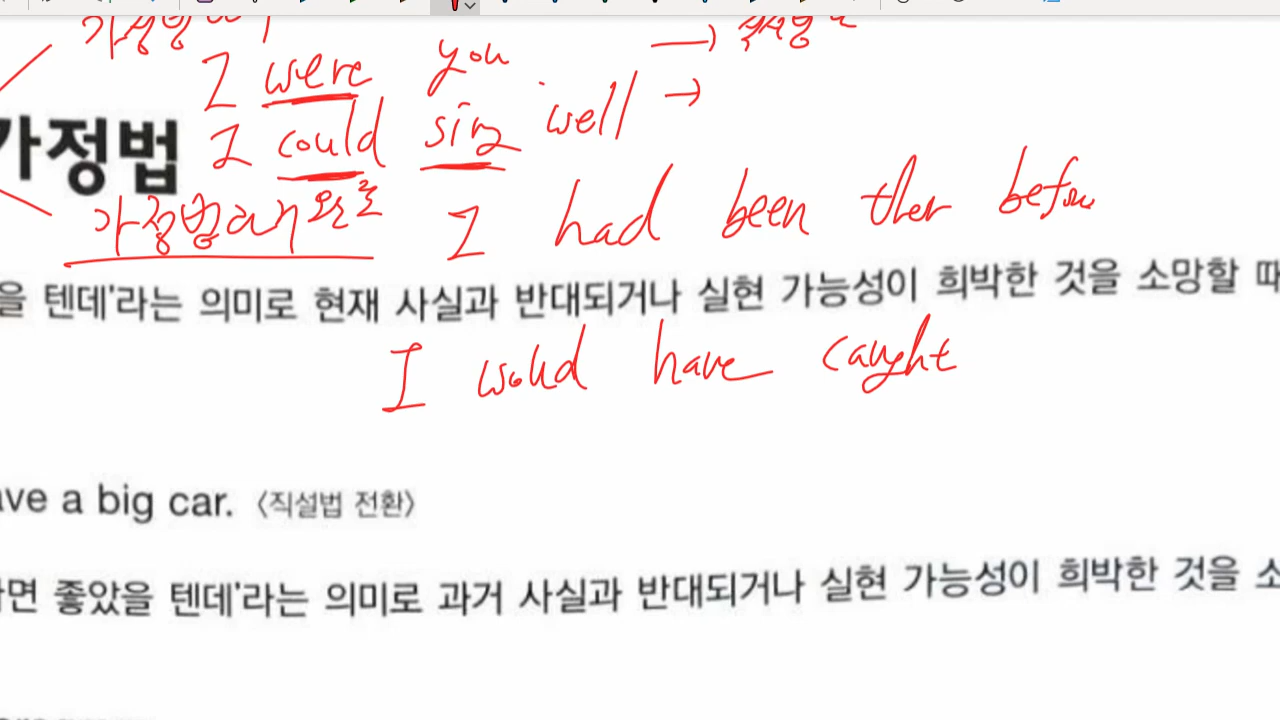 I were you →
I could sing well →
가정법
가정법과거완료 I had been ther before
을 텐데'라는 의미로 현재 사실과 반대되거나 실현 가능성이 희박한 것을 소망할 때
I would have caught
ave a big car. 〈직설법 전환〉
면 좋았을 텐데'라는 의미로 과거 사실과 반대되거나 실현 가능성이 희박한 것을 소